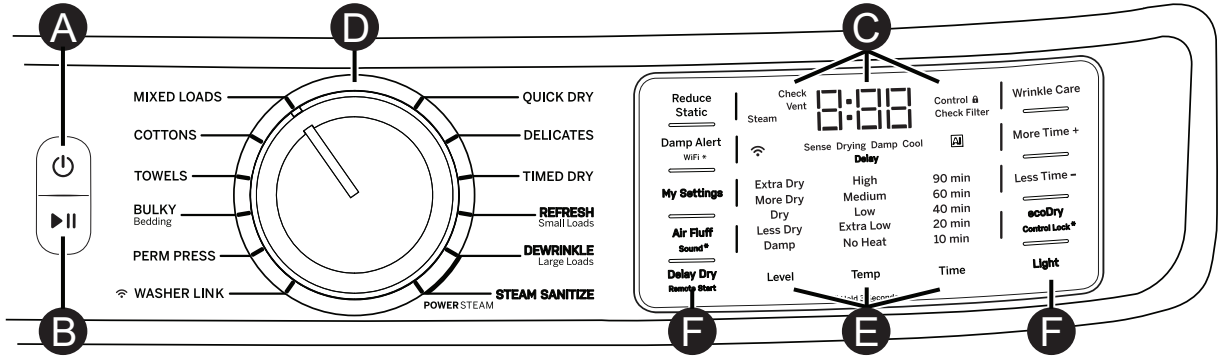 A
D
C
MIXED LOADS
COTTONS
TOWELS
BULKY
Bedding
PERM PRESS
WASHER LINK
QUICK DRY
DELICATES
TIMED DRY
REFRESH
Small Loads
DEWRINKLE
Large Loads
STEAM SANITIZE
POWERSTEAM
Reduce
Static
Damp Alert
WiFi *
My Settings
Air Fluff
Sound *
Delay Dry
Remote Start
Check
Vent
Steam
8:88
Control
Check Filter
AI
Sense Drying Damp Cool
Delay
Extra Dry
More Dry
Dry
Less Dry
Damp
Level
High
Medium
Low
Extra Low
No Heat
Temp
90 min
60 min
40 min
20 min
10 min
Time
Wrinkle Care
More Time +
Less Time –
ecoDry
Control Lock *
Light
B
F
E
F